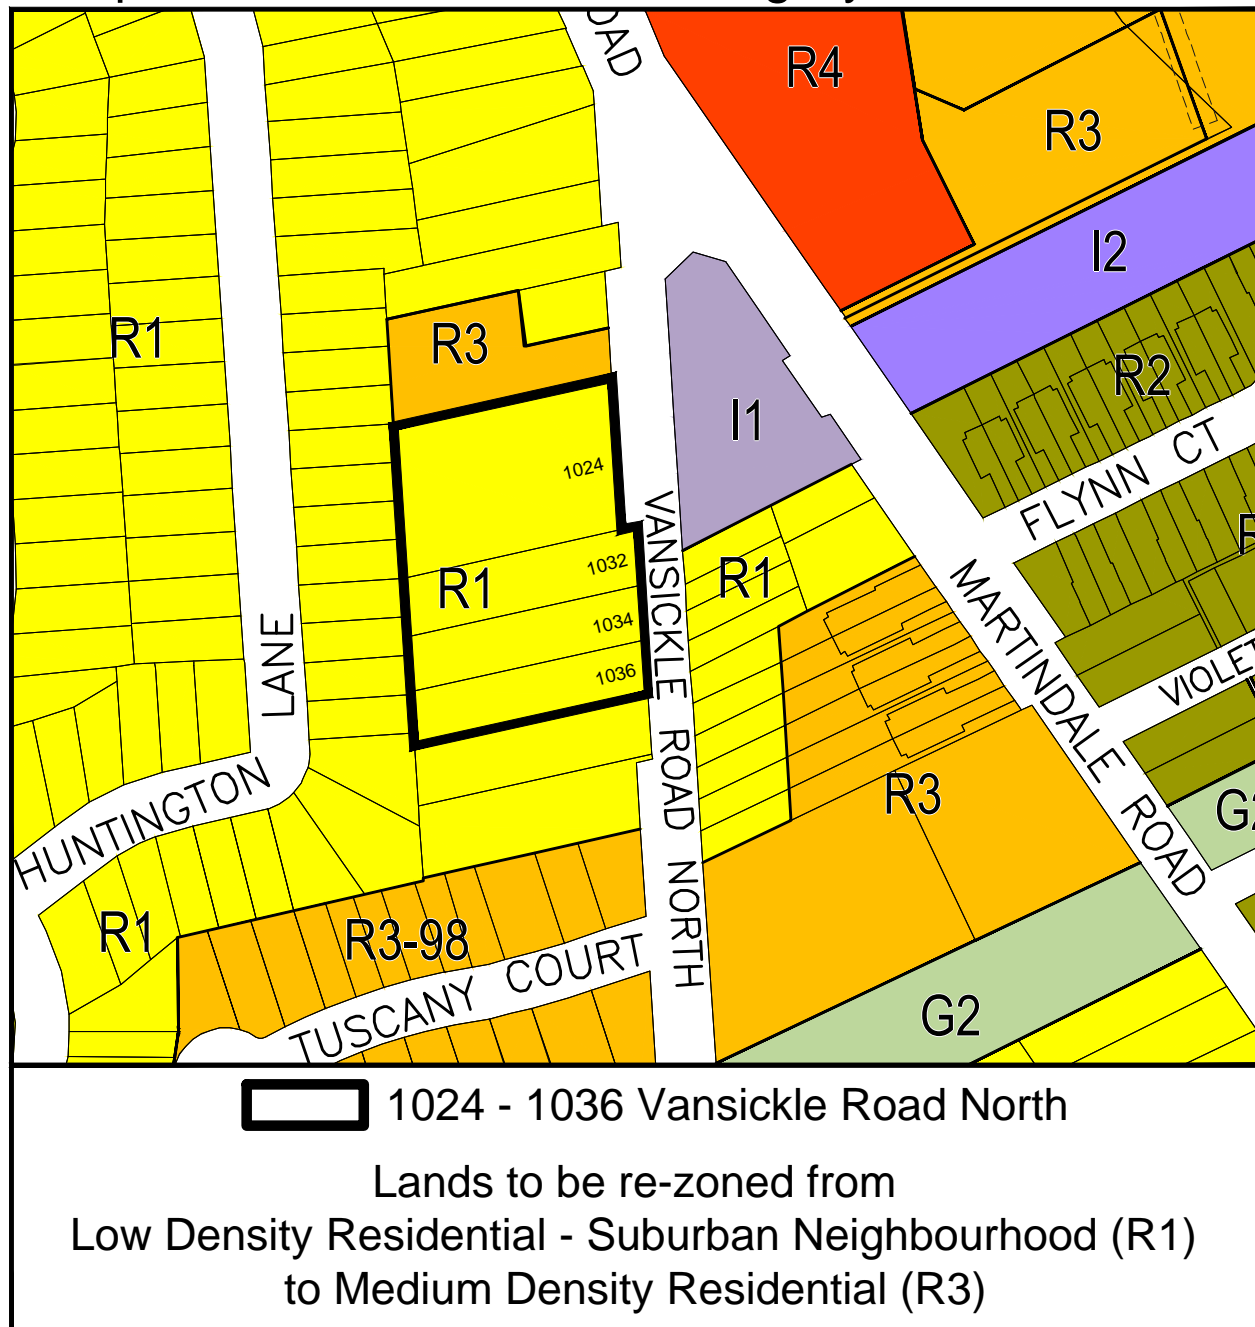 ROAD
R4
R3
I2
R1
R3
I1
R2
1024
FLYNN CT
VANSICKLE ROAD NORTH
1032
R1
R1
1034
1036
MARTINDALE ROAD
LANE
VIOLET
HUNTINGTON
R3
G2
R1
R3-98
TUSCANY COURT
G2
1024 - 1036 Vansickle Road North
Lands to be re-zoned from
Low Density Residential - Suburban Neighbourhood (R1)
to Medium Density Residential (R3)